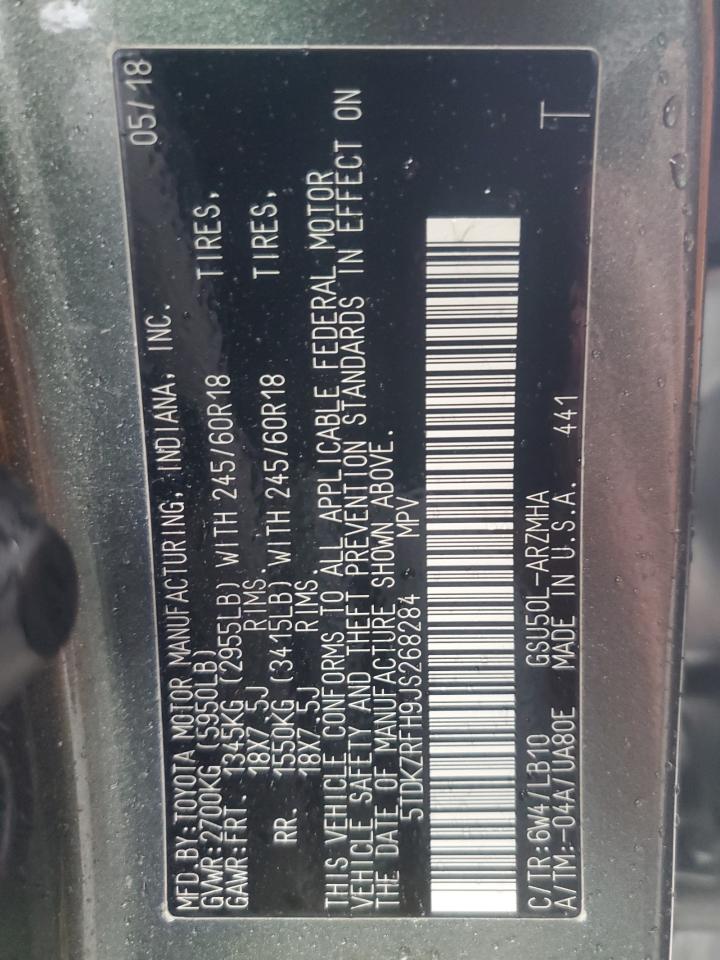 MFD.BY:TOYOTA MOTOR MANUFACTURING, INDIANA, INC. 05/18
GVWR:2700KG (5950LB)
GAWR:FRT. 1345KG (2955LB) WITH 245/60R18 TIRES,
18X7.5J RIMS.
RR. 1550KG (3415LB) WITH 245/60R18 TIRES,
18X7.5J RIMS.
THIS VEHICLE CONFORMS TO ALL APPLICABLE FEDERAL MOTOR
VEHICLE SAFETY AND THEFT PREVENTION STANDARDS IN EFFECT ON
THE DATE OF MANUFACTURE SHOWN ABOVE.
5TDKZRFH9JS268284 MPV
C/TR:6W4/LB10 GSU50L-ARZMHA
A/TM:-04A/UA80E MADE IN U.S.A. 441 T